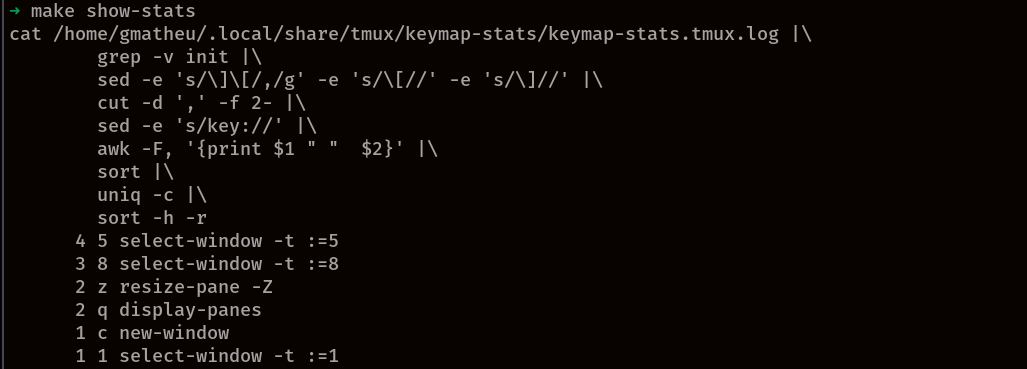 → make show-stats
cat /home/gmatheu/.local/share/tmux/keymap-stats/keymap-stats.tmux.log |\
        grep -v init |\
        sed -e 's/\]\[/,/g' -e 's/\[//' -e 's/\]//' |\
        cut -d ',' -f 2- |\
        sed -e 's/key://' |\
        awk -F, '{print $1 " "  $2}' |\
        sort |\
        uniq -c |\
        sort -h -r
      4 5 select-window -t :=5
      3 8 select-window -t :=8
      2 z resize-pane -Z
      2 q display-panes
      1 c new-window
      1 1 select-window -t :=1